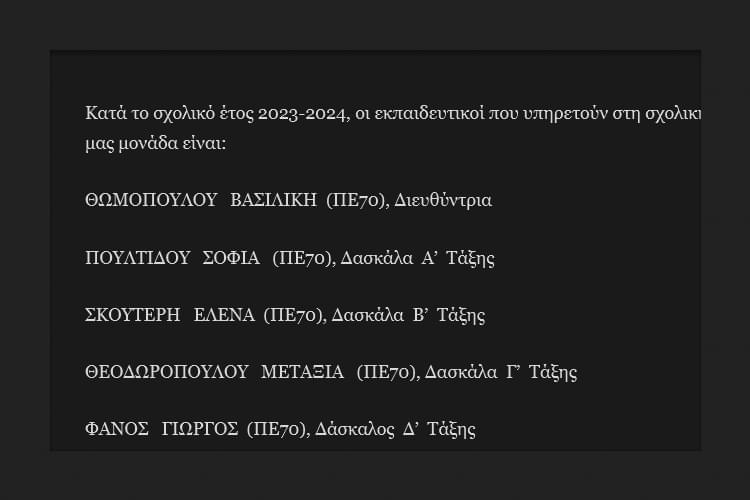 Κατά το σχολικό έτος 2023-2024, οι εκπαιδευτικοί που υπηρετούν στη
μας μονάδα είναι:
ΘΩΜΟΠΟΥΛΟΥ ΒΑΣΙΛΙΚΗ (ΠΕ70), Διευθύντρια
ΠΟΥΛΤΙΔΟΥ ΣΟΦΙΑ (ΠΕ70), Δασκάλα Α’ Τάξης
ΣΚΟΥΤΕΡΗ ΕΛΕΝΑ (ΠΕ70), Δασκάλα Β’ Τάξης
ΘΕΟΔΩΡΟΠΟΥΛΟΥ ΜΕΤΑΞΙΑ (ΠΕ70), Δασκάλα Γ’ Τάξης
ΦΑΝΟΣ ΓΙΩΡΓΟΣ (ΠΕ70), Δάσκαλος Δ’ Τάξης